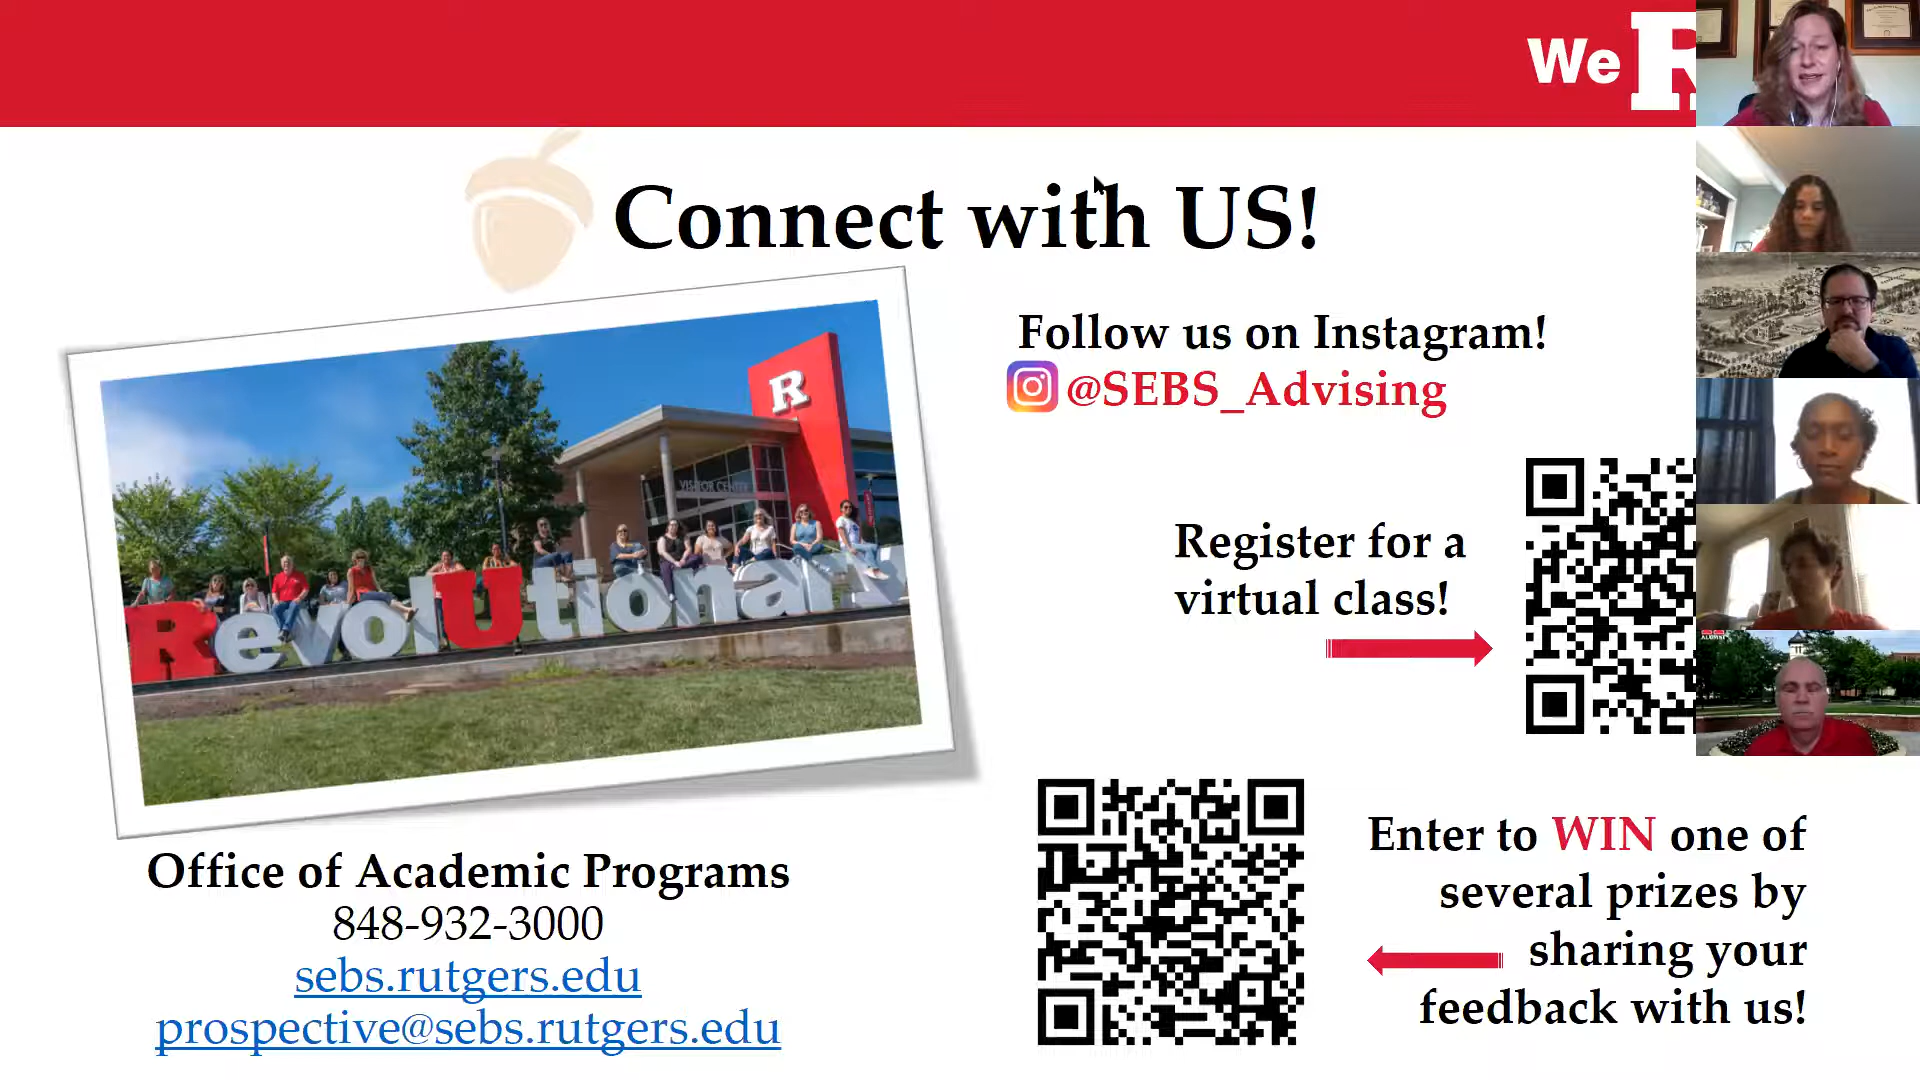 We R
Connect with US!
Follow us on Instagram!
@SEBS_Advising
R
VISITOR CENTER
RevolUtionary
Register for a
virtual class!
Office of Academic Programs
848-932-3000
sebs.rutgers.edu
prospective@sebs.rutgers.edu
Enter to WIN one of
several prizes by
sharing your
feedback with us!
ALUMNI